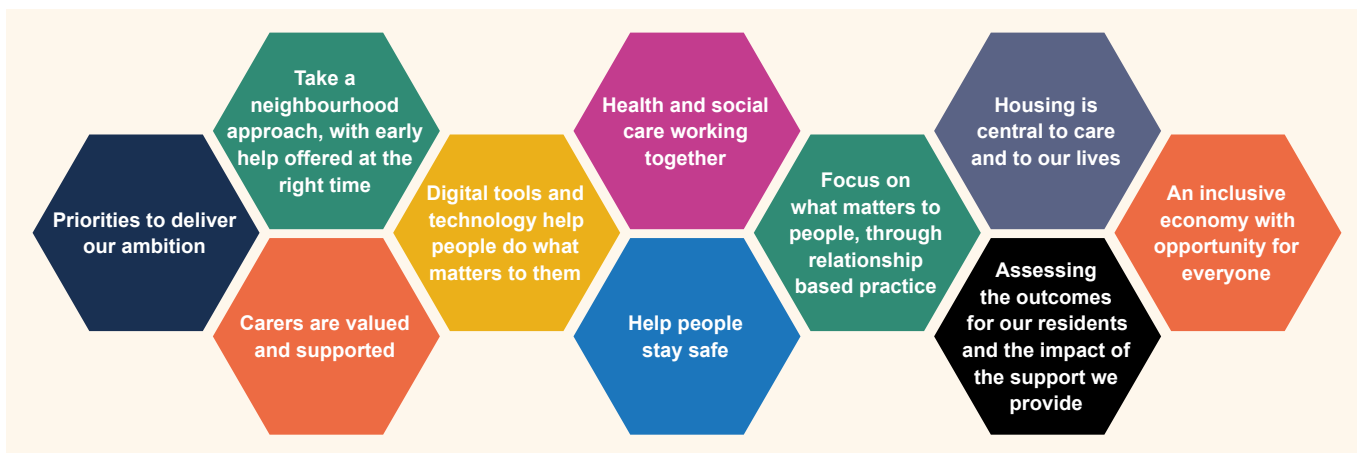 Priorities to deliver
our ambition
Take a
neighbourhood
approach, with early
help offered at the
right time
Carers are valued
and supported
Digital tools and
technology help
people do what
matters to them
Health and social
care working
together
Help people
stay safe
Focus on
what matters to
people, through
relationship
based practice
Housing is
central to care
and to our lives
Assessing
the outcomes
for our residents
and the impact of
the support we
provide
An inclusive
economy with
opportunity for
everyone